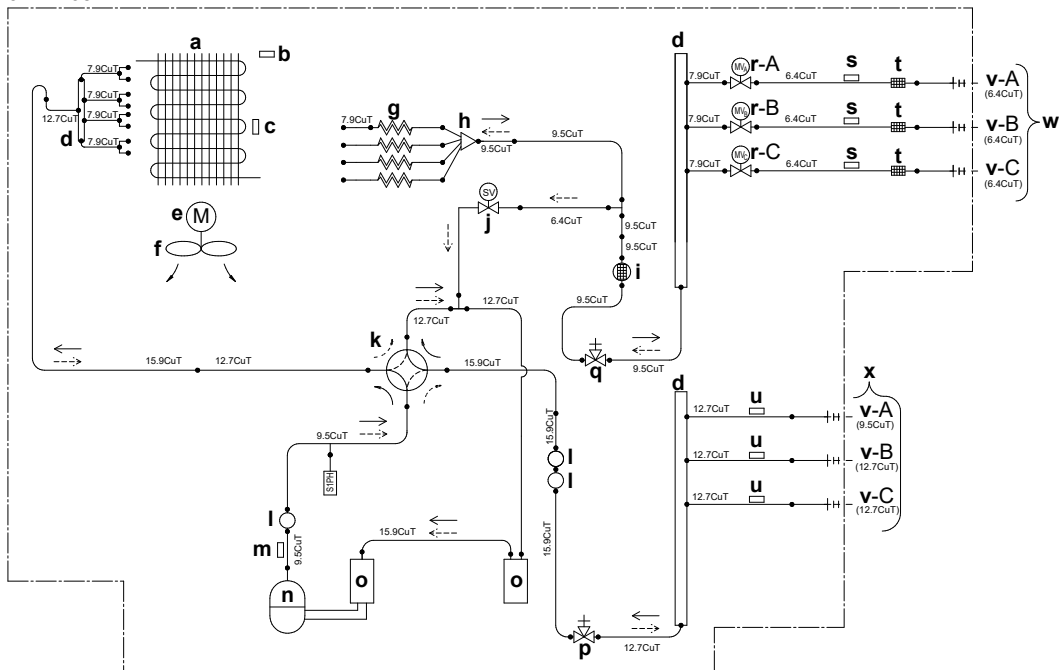 a
b
7.9CuT
7.9CuT
7.9CuT
7.9CuT
12.7CuT
d
c
e M
f
7.9CuT
g
h
9.5CuT
9.5CuT
SV
j
6.4CuT
9.5CuT
9.5CuT
i
9.5CuT
q
9.5CuT
d
7.9CuT
MVA
r-A
6.4CuT
s
t
v-A
(6.4CuT)
7.9CuT
MVB
r-B
6.4CuT
s
t
v-B
(6.4CuT)
7.9CuT
MVC
r-C
6.4CuT
s
t
v-C
(6.4CuT)
w
12.7CuT
12.7CuT
k
15.9CuT
12.7CuT
15.9CuT
9.5CuT
S1PH
l
m
9.5CuT
n
15.9CuT
o
o
15.9CuT
l
l
15.9CuT
p
12.7CuT
d
x
12.7CuT
u
v-A
(9.5CuT)
12.7CuT
u
v-B
(12.7CuT)
12.7CuT
u
v-C
(12.7CuT)